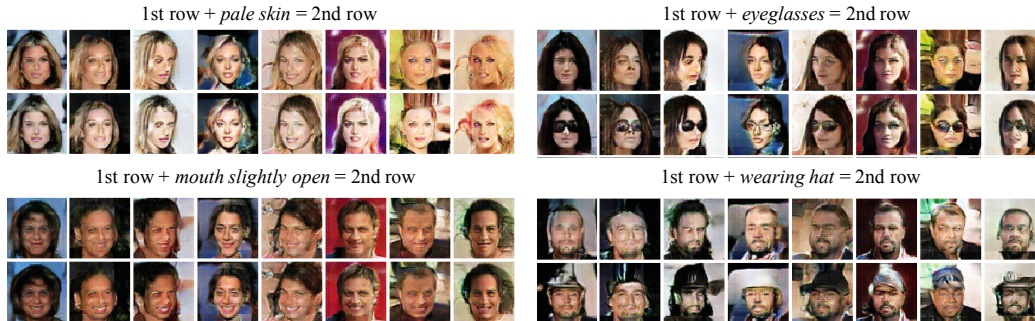 1st row + pale skin = 2nd row
1st row + eyeglasses = 2nd row
1st row + mouth slightly open = 2nd row
1st row + wearing hat = 2nd row